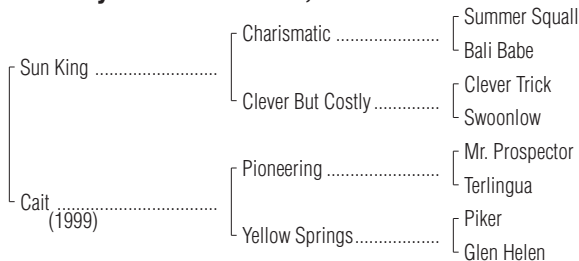 Summer Squall
Charismatic ....................
Bali Babe
Sun King ........................
Clever Trick
Clever But Costly .............
Swoonlow
Mr. Prospector
Pioneering ......................
Terlingua
Cait ...............................
(1999)
Piker
Yellow Springs.................
Glen Helen